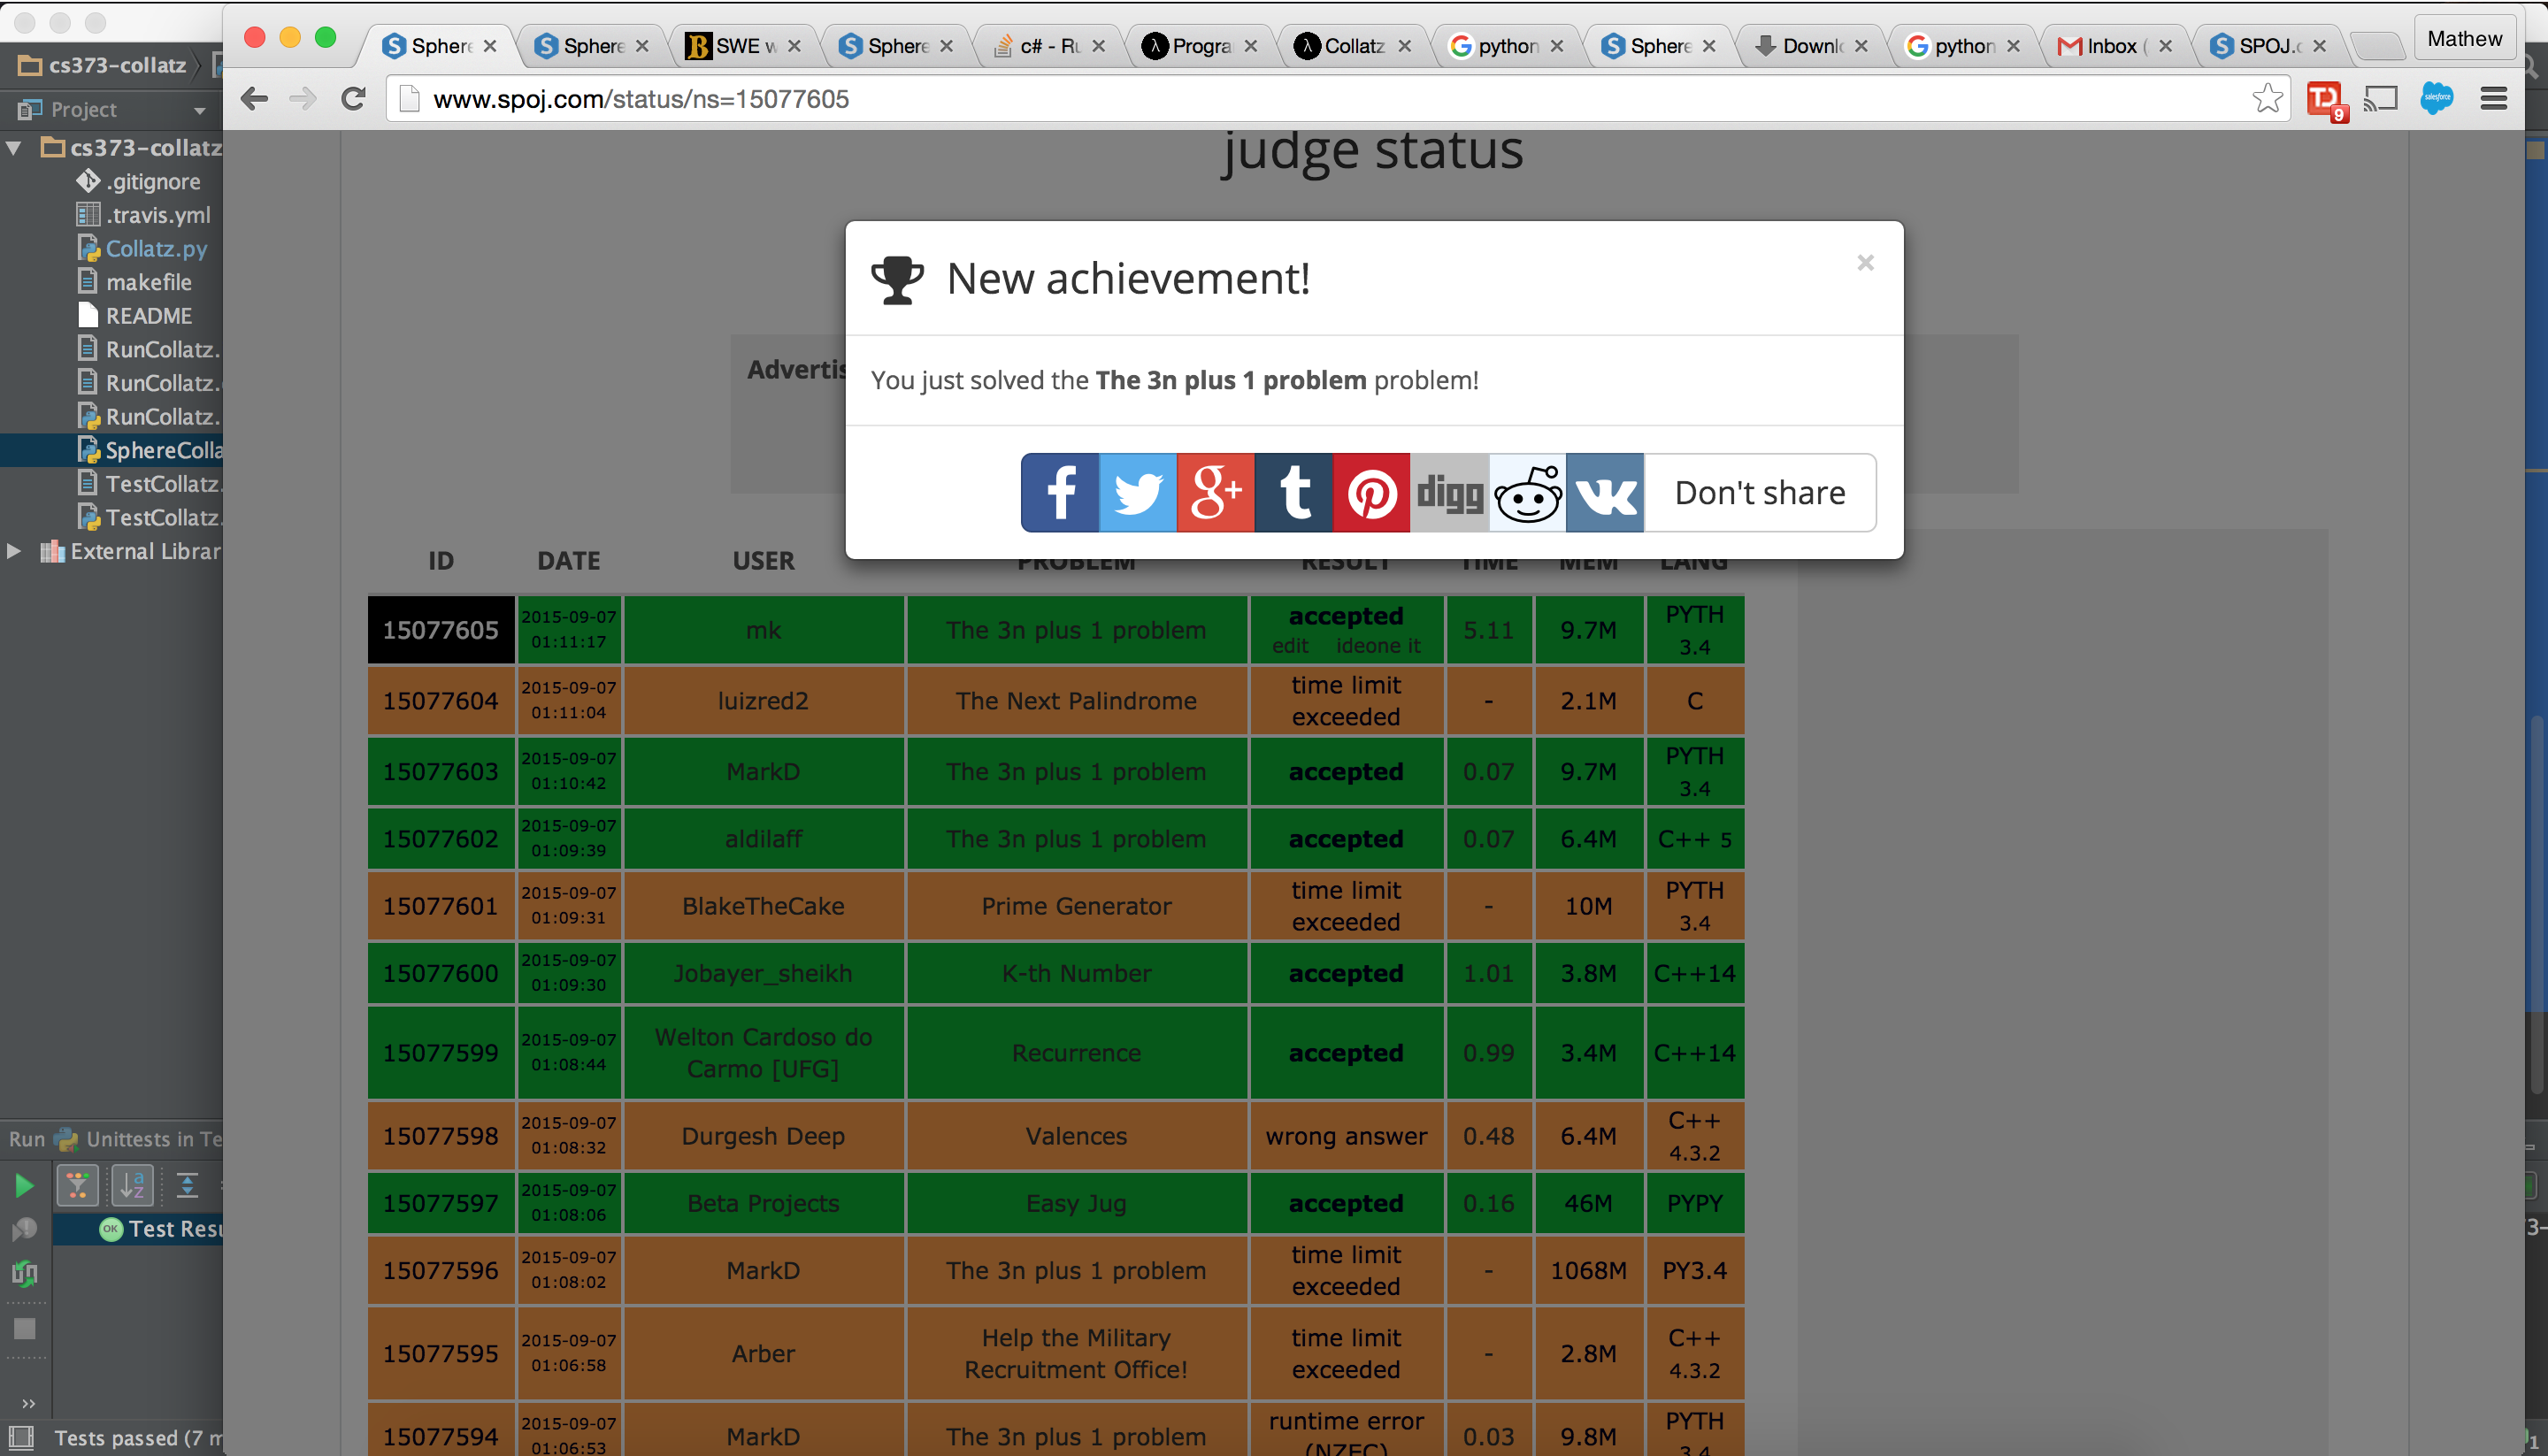 Sphere
Sphere
SWE w
Sphere
c# - Ru
Progra
Collatz
python
Sphere
Downl
python
Inbox (
SPOJ.c
Mathew
www.spoj.com/status/ns=15077605
TD
9
salesforce
cs373-collatz
Project
cs373-collatz
.gitignore
.travis.yml
Collatz.py
makefile
README
RunCollatz.
RunCollatz.
RunCollatz.
SphereColla
TestCollatz.
TestCollatz.
External Librar
judge status
New achievement!
×
Advertis
You just solved the The 3n plus 1 problem problem!
f
g+
t
digg
Don't share
ID DATE USER PROBLEM RESULT TIME MEM LANG
15077605 2015-09-07 01:11:17 mk The 3n plus 1 problem accepted edit ideone it 5.11 9.7M PYTH 3.4
15077604 2015-09-07 01:11:04 luizred2 The Next Palindrome time limit exceeded - 2.1M C
15077603 2015-09-07 01:10:42 MarkD The 3n plus 1 problem accepted 0.07 9.7M PYTH 3.4
15077602 2015-09-07 01:09:39 aldilaff The 3n plus 1 problem accepted 0.07 6.4M C++ 5
15077601 2015-09-07 01:09:31 BlakeTheCake Prime Generator time limit exceeded - 10M PYTH 3.4
15077600 2015-09-07 01:09:30 Jobayer_sheikh K-th Number accepted 1.01 3.8M C++14
15077599 2015-09-07 01:08:44 Welton Cardoso do Carmo [UFG] Recurrence accepted 0.99 3.4M C++14
15077598 2015-09-07 01:08:32 Durgesh Deep Valences wrong answer 0.48 6.4M C++ 4.3.2
15077597 2015-09-07 01:08:06 Beta Projects Easy Jug accepted 0.16 46M PYPY
15077596 2015-09-07 01:08:02 MarkD The 3n plus 1 problem time limit exceeded - 1068M PY3.4
15077595 2015-09-07 01:06:58 Arber Help the Military Recruitment Office! time limit exceeded - 2.8M C++ 4.3.2
15077594 2015-09-07 01:06:53 MarkD The 3n plus 1 problem runtime error (NZEC) 0.03 9.8M PYTH 3.4
Run Unittests in Te
OK Test Resu
Tests passed (7 m